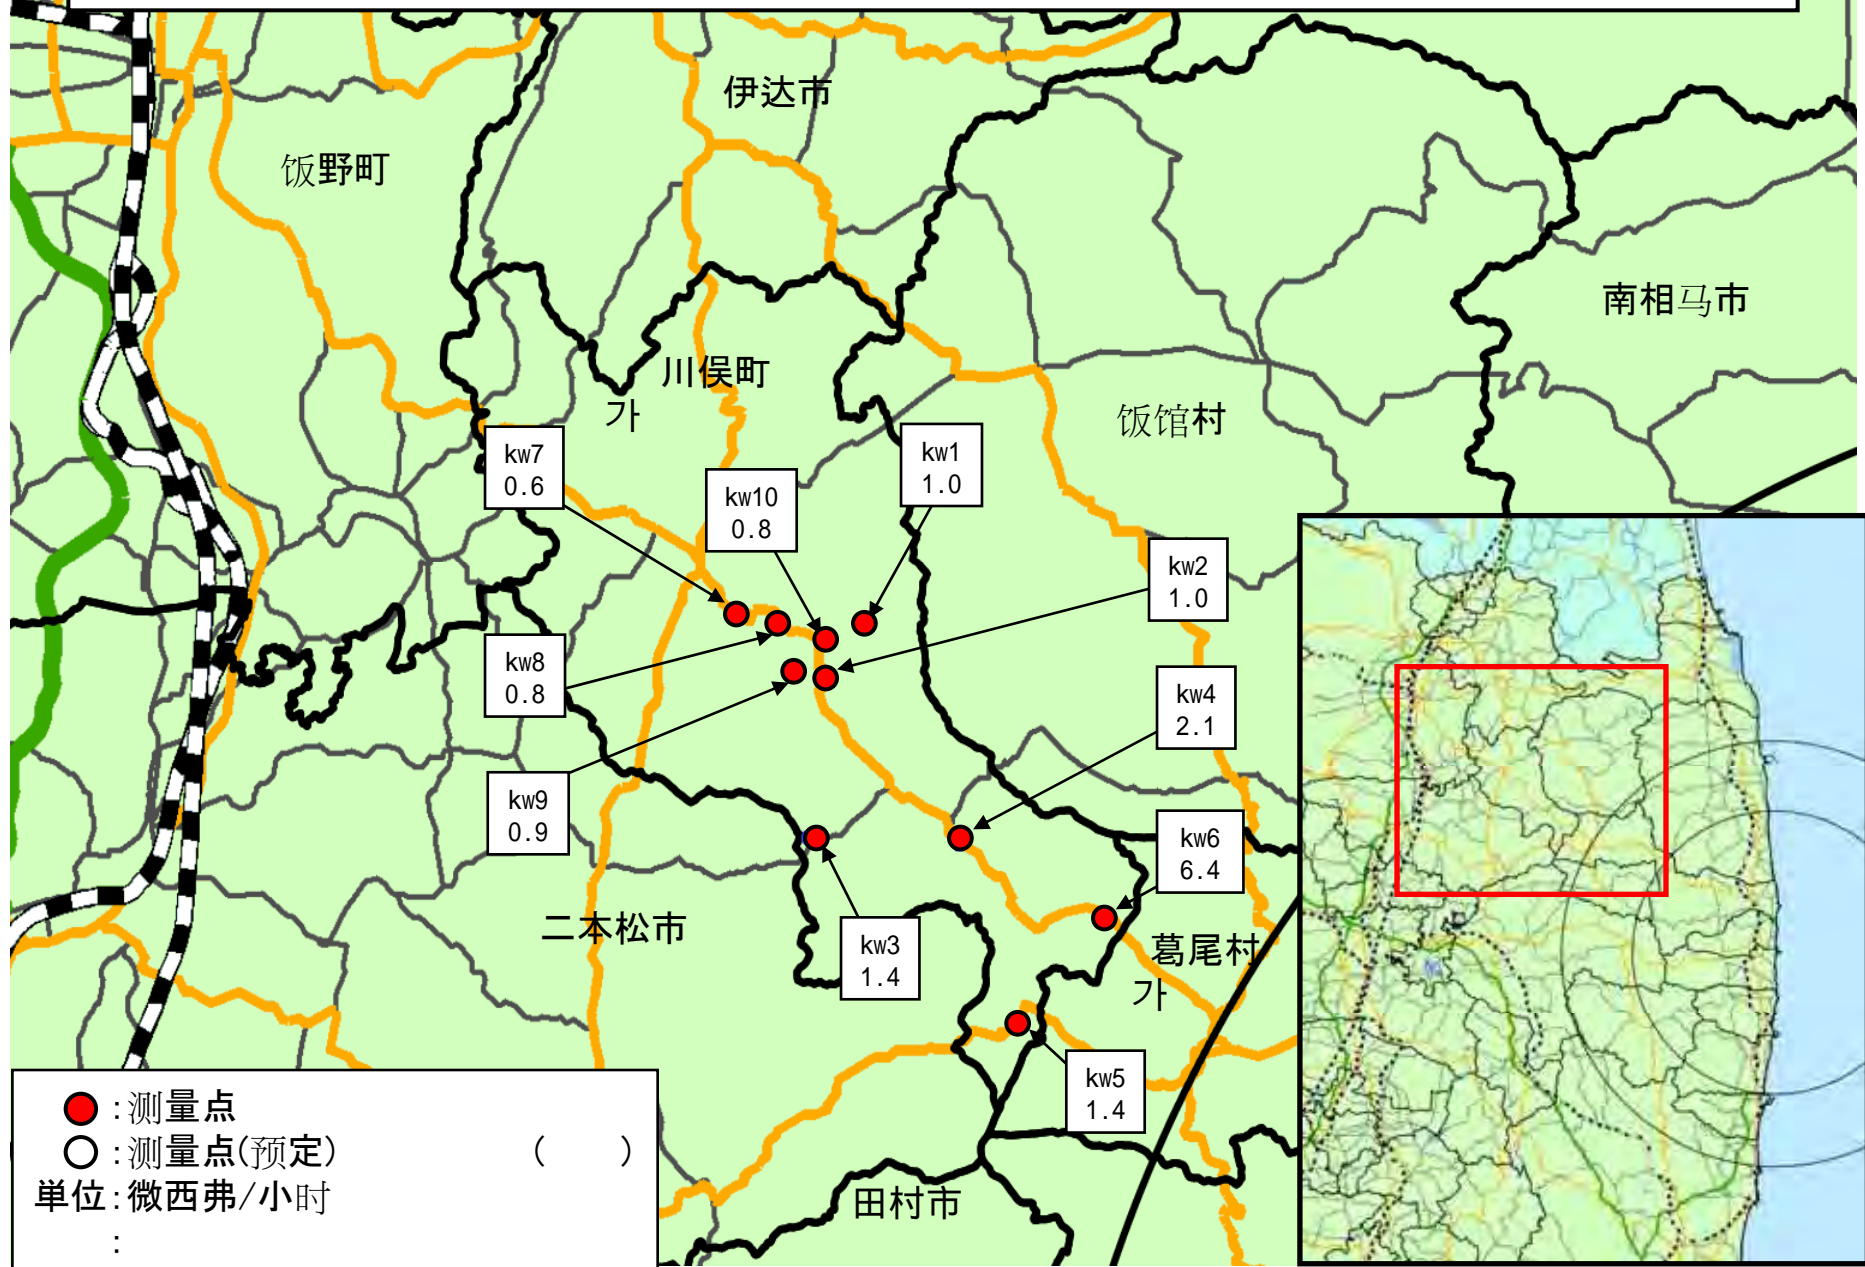 伊达市
饭野町
南相马市
川俣町
가
饭馆村
kw7
0.6
kw10
0.8
kw1
1.0
kw2
1.0
kw8
0.8
kw4
2.1
kw9
0.9
kw6
6.4
二本松市
kw3
1.4
葛尾村
가
kw5
1.4
:测量点
:测量点(预定) ( )
単位:微西弗/小时
:
田村市